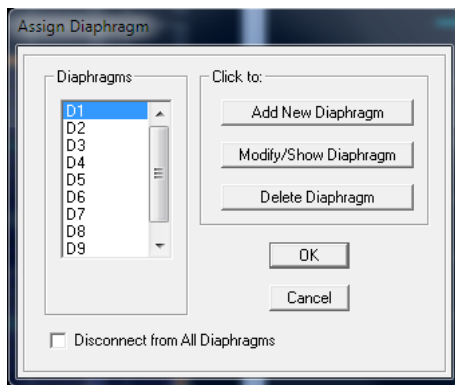 Assign Diaphragm
Diaphragms
D1
D2
D3
D4
D5
D6
D7
D8
D9
Click to:
Add New Diaphragm
Modify/Show Diaphragm
Delete Diaphragm
OK
Cancel
Disconnect from All Diaphragms